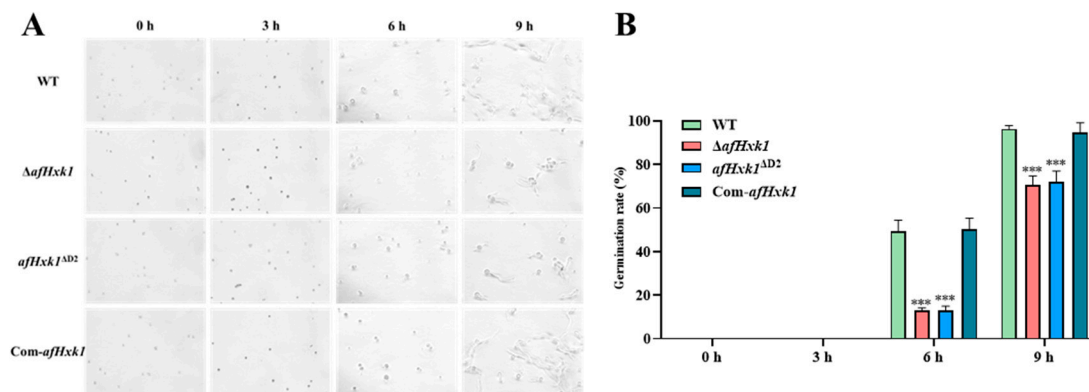 A
0 h 3 h 6 h 9 h
WT
ΔafHxk1
afHxk1ΔD2
Com-afHxk1
B
WT
ΔafHxk1
afHxk1ΔD2
Com-afHxk1
Germination rate (%)
100
80
60
40
20
0
*** ***
*** ***
0 h 3 h 6 h 9 h